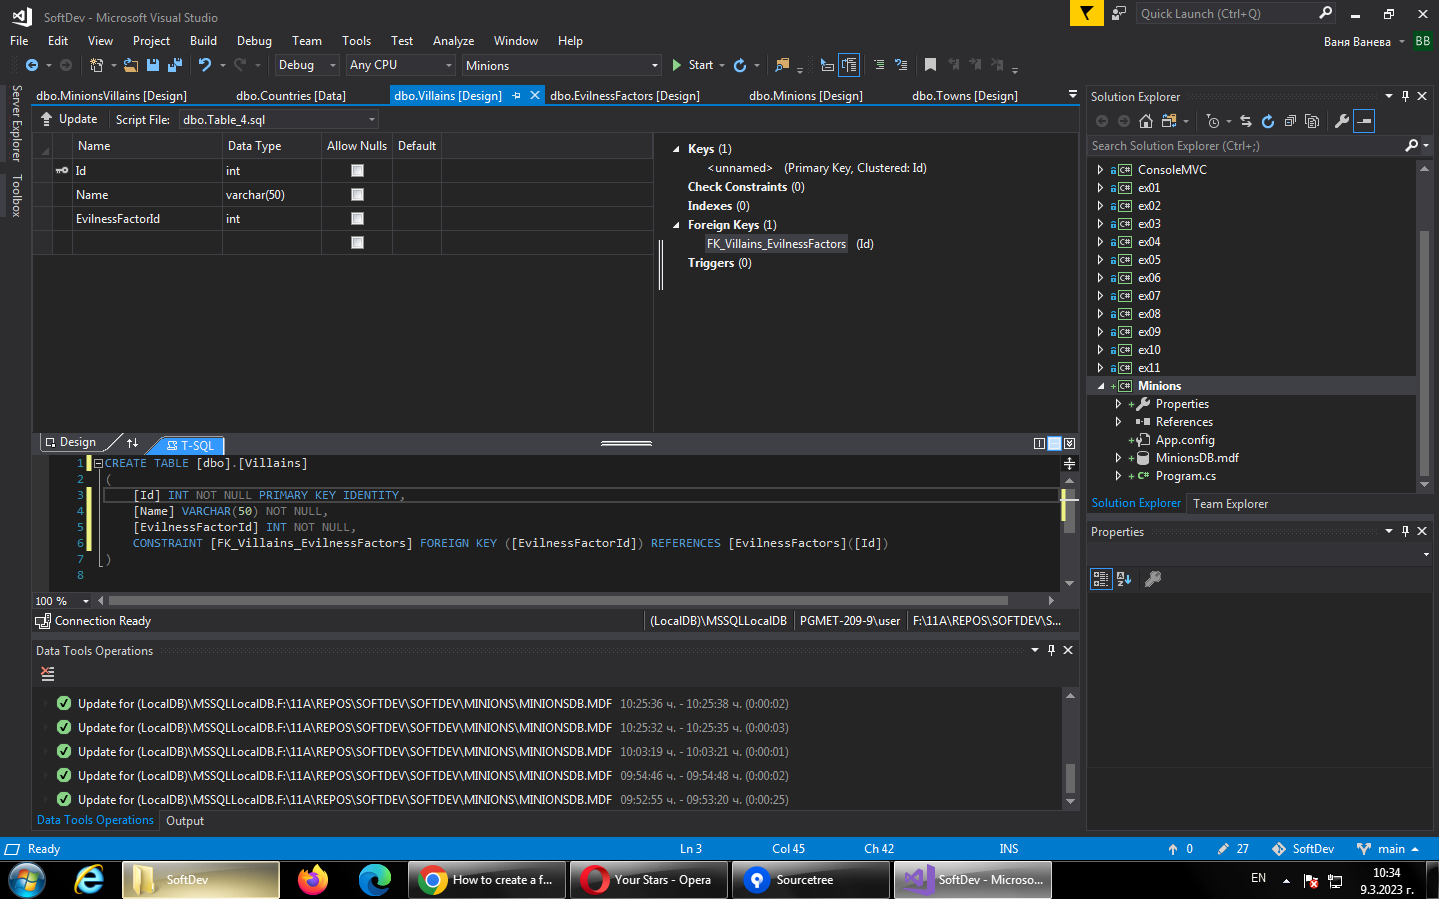 SoftDev - Microsoft Visual Studio
Quick Launch (Ctrl+Q)
File Edit View Project Build Debug Team Tools Test Analyze Window Help
Ваня Ванева BB
Debug Any CPU Minions Start
Server Explorer
Toolbox
dbo.MinionsVillains [Design] dbo.Countries [Data] dbo.Villains [Design] dbo.EvilnessFactors [Design] dbo.Minions [Design] dbo.Towns [Design]
Update Script File: dbo.Table_4.sql
Name Data Type Allow Nulls Default
Id int
Name varchar(50)
EvilnessFactorId int
Keys (1)
<unnamed> (Primary Key, Clustered: Id)
Check Constraints (0)
Indexes (0)
Foreign Keys (1)
FK_Villains_EvilnessFactors (Id)
Triggers (0)
Design T-SQL
1 CREATE TABLE [dbo].[Villains]
2 (
3 [Id] INT NOT NULL PRIMARY KEY IDENTITY,
4 [Name] VARCHAR(50) NOT NULL,
5 [EvilnessFactorId] INT NOT NULL,
6 CONSTRAINT [FK_Villains_EvilnessFactors] FOREIGN KEY ([EvilnessFactorId]) REFERENCES [EvilnessFactors]([Id])
7 )
8
100 %
Connection Ready (LocalDB)\MSSQLLocalDB PGMET-209-9\user F:\11A\REPOS\SOFTDEV\S...
Data Tools Operations
Update for (LocalDB)\MSSQLLocalDB.F:\11A\REPOS\SOFTDEV\SOFTDEV\MINIONS\MINIONSDB.MDF 10:25:36 ч. - 10:25:38 ч. (0:00:02)
Update for (LocalDB)\MSSQLLocalDB.F:\11A\REPOS\SOFTDEV\SOFTDEV\MINIONS\MINIONSDB.MDF 10:25:32 ч. - 10:25:35 ч. (0:00:03)
Update for (LocalDB)\MSSQLLocalDB.F:\11A\REPOS\SOFTDEV\SOFTDEV\MINIONS\MINIONSDB.MDF 10:03:19 ч. - 10:03:21 ч. (0:00:01)
Update for (LocalDB)\MSSQLLocalDB.F:\11A\REPOS\SOFTDEV\SOFTDEV\MINIONS\MINIONSDB.MDF 09:54:46 ч. - 09:54:48 ч. (0:00:02)
Update for (LocalDB)\MSSQLLocalDB.F:\11A\REPOS\SOFTDEV\SOFTDEV\MINIONS\MINIONSDB.MDF 09:52:55 ч. - 09:53:20 ч. (0:00:25)
Data Tools Operations Output
Solution Explorer
Search Solution Explorer (Ctrl+;)
C# ConsoleMVC
C# ex01
C# ex02
C# ex03
C# ex04
C# ex05
C# ex06
C# ex07
C# ex08
C# ex09
C# ex10
C# ex11
C# Minions
Properties
References
App.config
MinionsDB.mdf
C# Program.cs
Solution Explorer Team Explorer
Properties
Ready Ln 3 Col 45 Ch 42 INS 0 27 SoftDev main
SoftDev How to create a f... Your Stars - Opera Sourcetree SoftDev - Microso...
EN 10:34
9.3.2023 г.